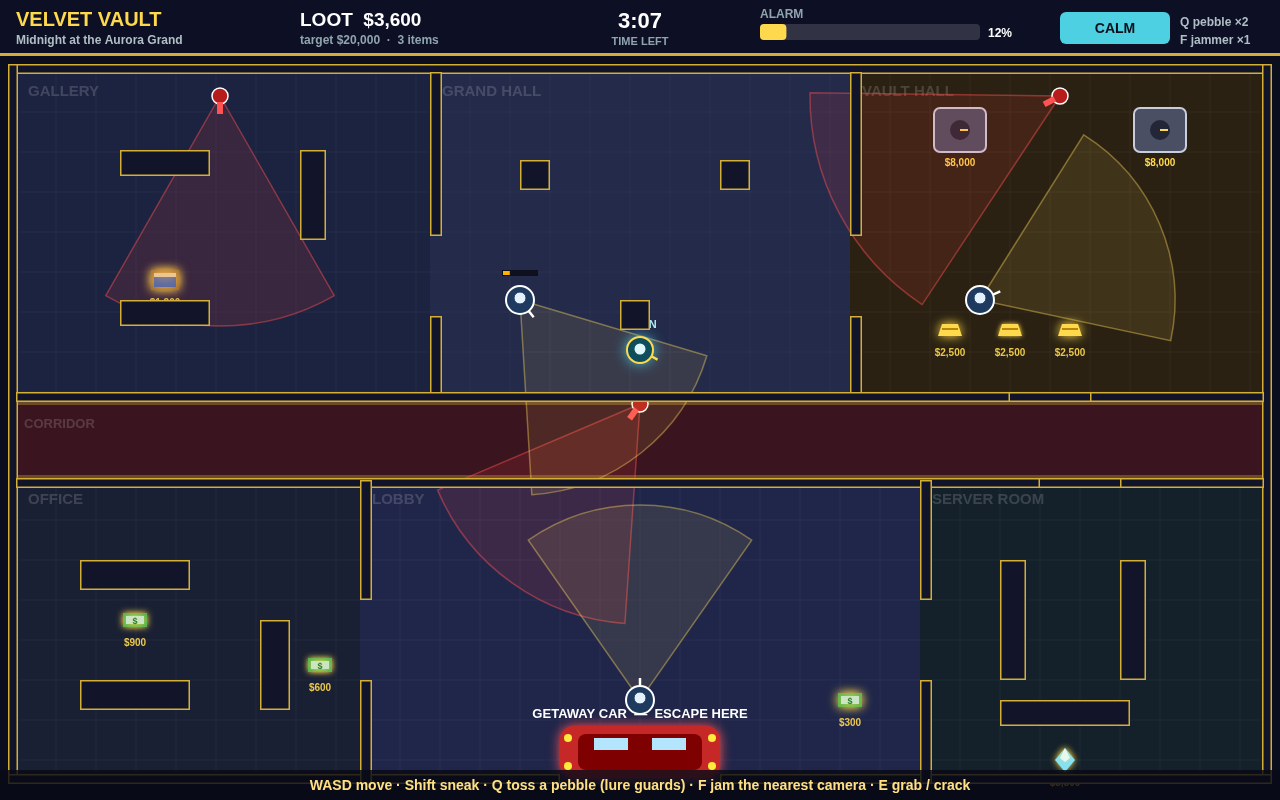 VELVET VAULT
Midnight at the Aurora Grand
LOOT $3,600
target $20,000 · 3 items
3:07
TIME LEFT
ALARM
12%
CALM
Q pebble ×2
F jammer ×1
GALLERY
GRAND HALL
VAULT HALL
$8,000
$8,000
N
$2,500
$2,500
$2,500
CORRIDOR
OFFICE
LOBBY
SERVER ROOM
$900
$
$600
$
GETAWAY CAR — ESCAPE HERE
$300
$
WASD move · Shift sneak · Q toss a pebble (lure guards) · F jam the nearest camera · E grab / crack